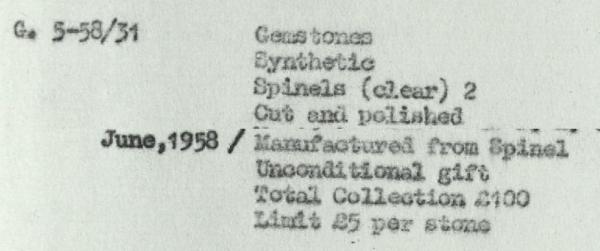 G. 5-58/31 Gemstones
Synthetic
Spinels (clear) 2
Cut and polished
June,1958 / Manufactured from Spinel
Unconditional gift
Total Collection £100
Limit £5 per stone